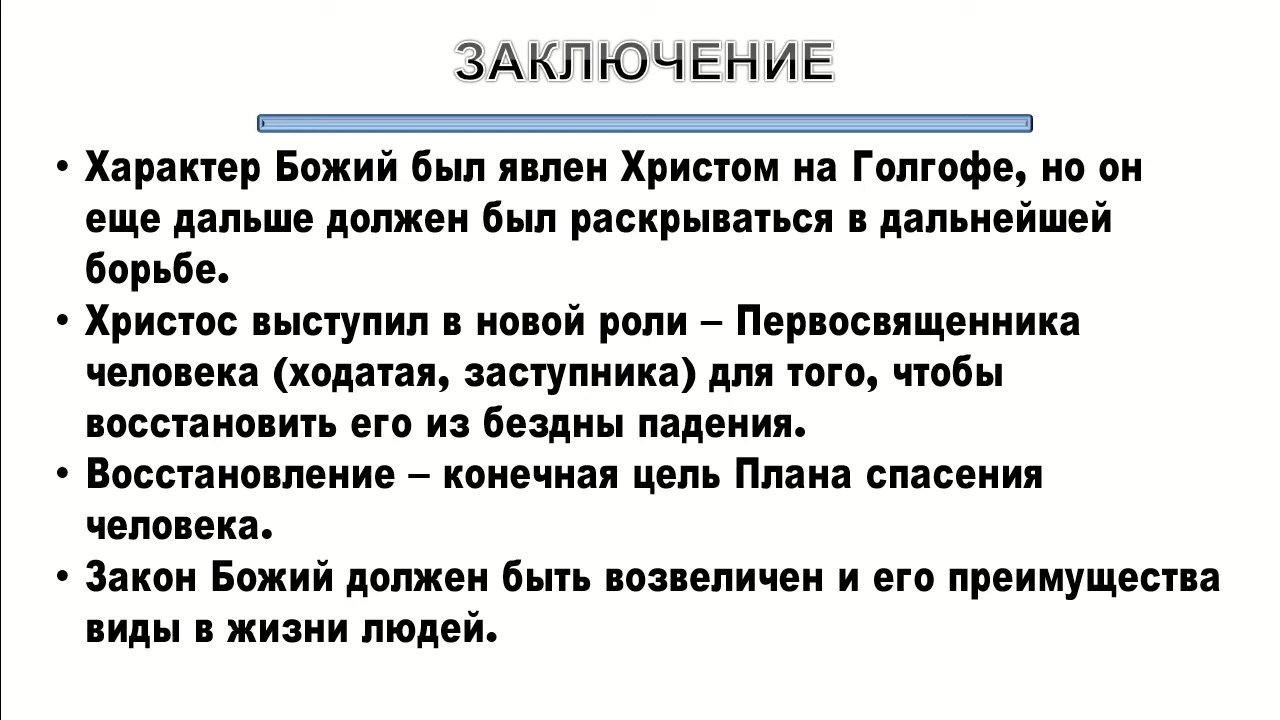 ЗАКЛЮЧЕНИЕ
• Характер Божий был явлен Христом на Голгофе, но он
еще дальше должен был раскрываться в дальнейшей
борьбе.
• Христос выступил в новой роли – Первосвященника
человека (ходатая, заступника) для того, чтобы
восстановить его из бездны падения.
• Восстановление – конечная цель Плана спасения
человека.
• Закон Божий должен быть возвеличен и его преимущества
виды в жизни людей.